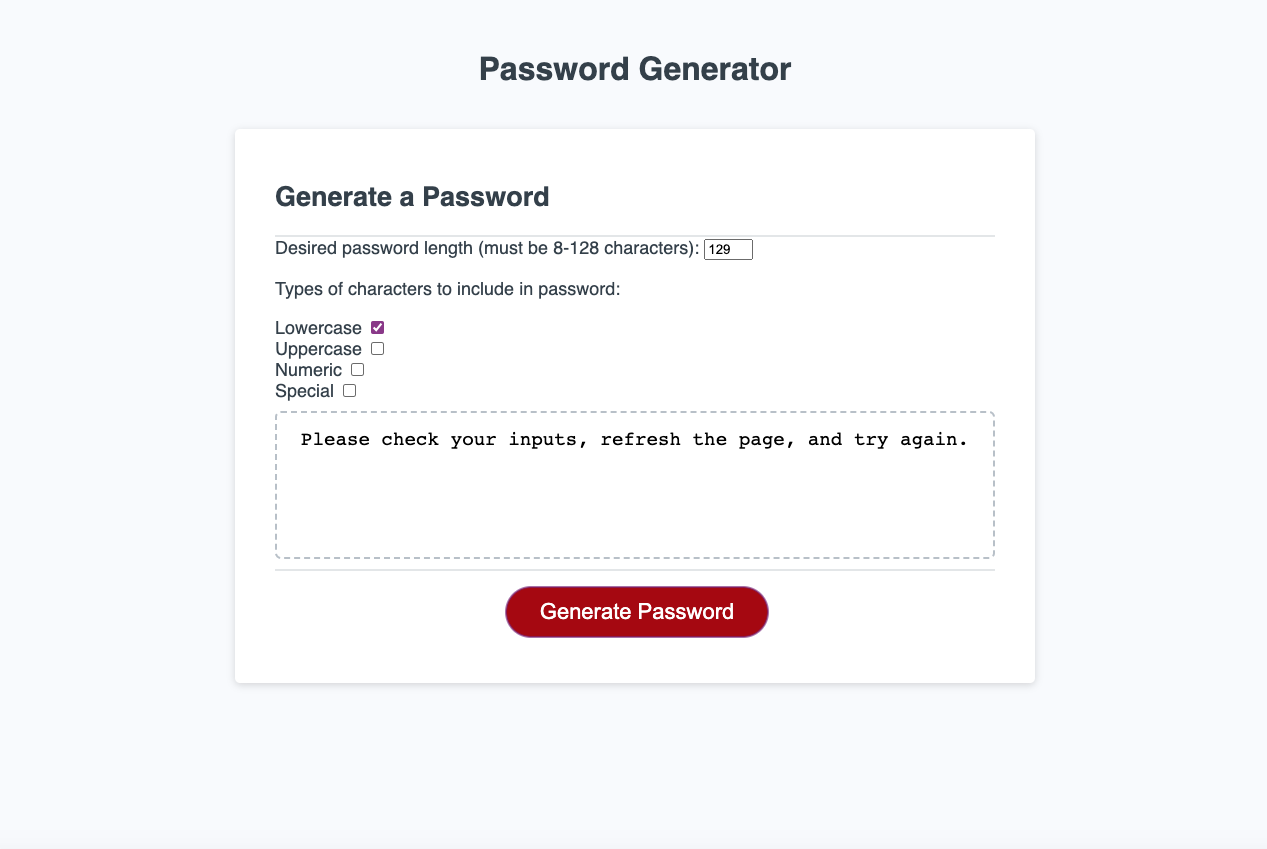 Password Generator
Generate a Password
Desired password length (must be 8-128 characters): 129
Types of characters to include in password:
Lowercase
Uppercase
Numeric
Special
Please check your inputs, refresh the page, and try again.
Generate Password